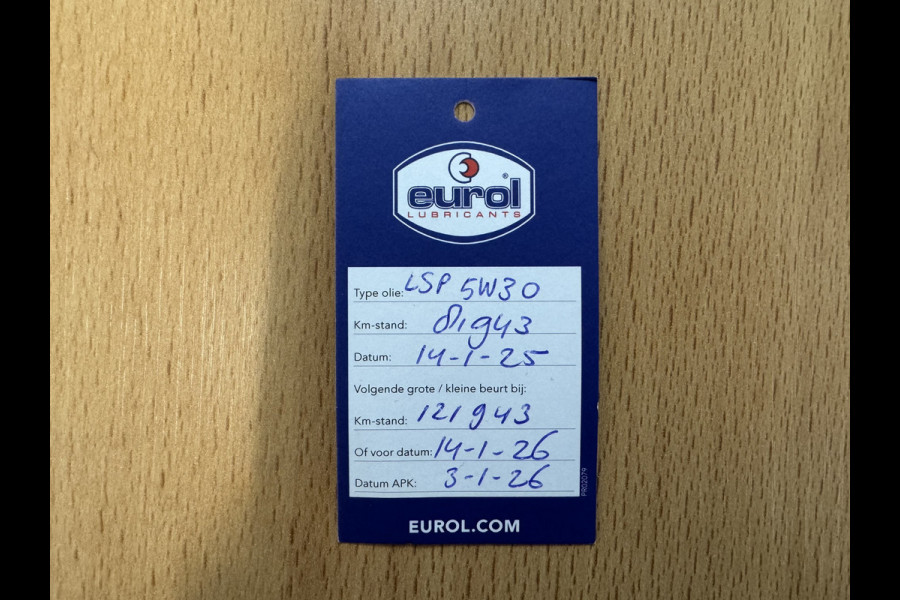 eurol®
LUBRICANTS
Type olie: LSP 5W30
Km-stand: 81943
Datum: 14-1-25
Volgende grote / kleine beurt bij:
Km-stand: 121943
Of voor datum: 14-1-26
Datum APK: 3-1-26
PR02079
EUROL.COM